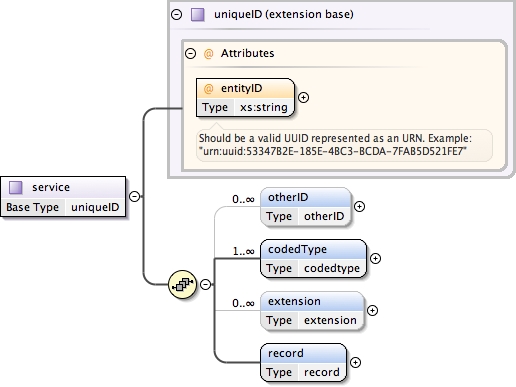 uniqueID (extension base)
@ Attributes
@ entityID
Type xs:string
Should be a valid UUID represented as an URN. Example:
"urn:uuid:53347B2E-185E-4BC3-BCDA-7FAB5D521FE7"
service
Base Type uniqueID
0..∞
otherID
Type otherID
1..∞
codedType
Type codedtype
0..∞
extension
Type extension
record
Type record